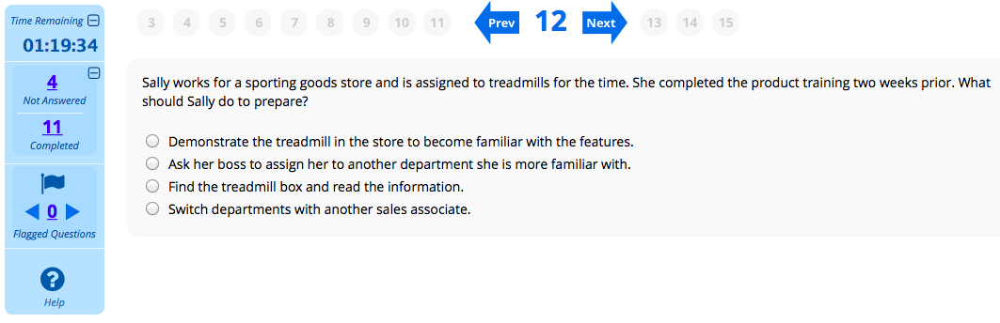 Time Remaining
01:19:34
4
Not Answered
11
Completed
0
Flagged Questions
?
Help
3 4 5 6 7 8 9 10 11 Prev 12 Next 13 14 15
Sally works for a sporting goods store and is assigned to treadmills for the time. She completed the product training two weeks prior. What
should Sally do to prepare?
Demonstrate the treadmill in the store to become familiar with the features.
Ask her boss to assign her to another department she is more familiar with.
Find the treadmill box and read the information.
Switch departments with another sales associate.